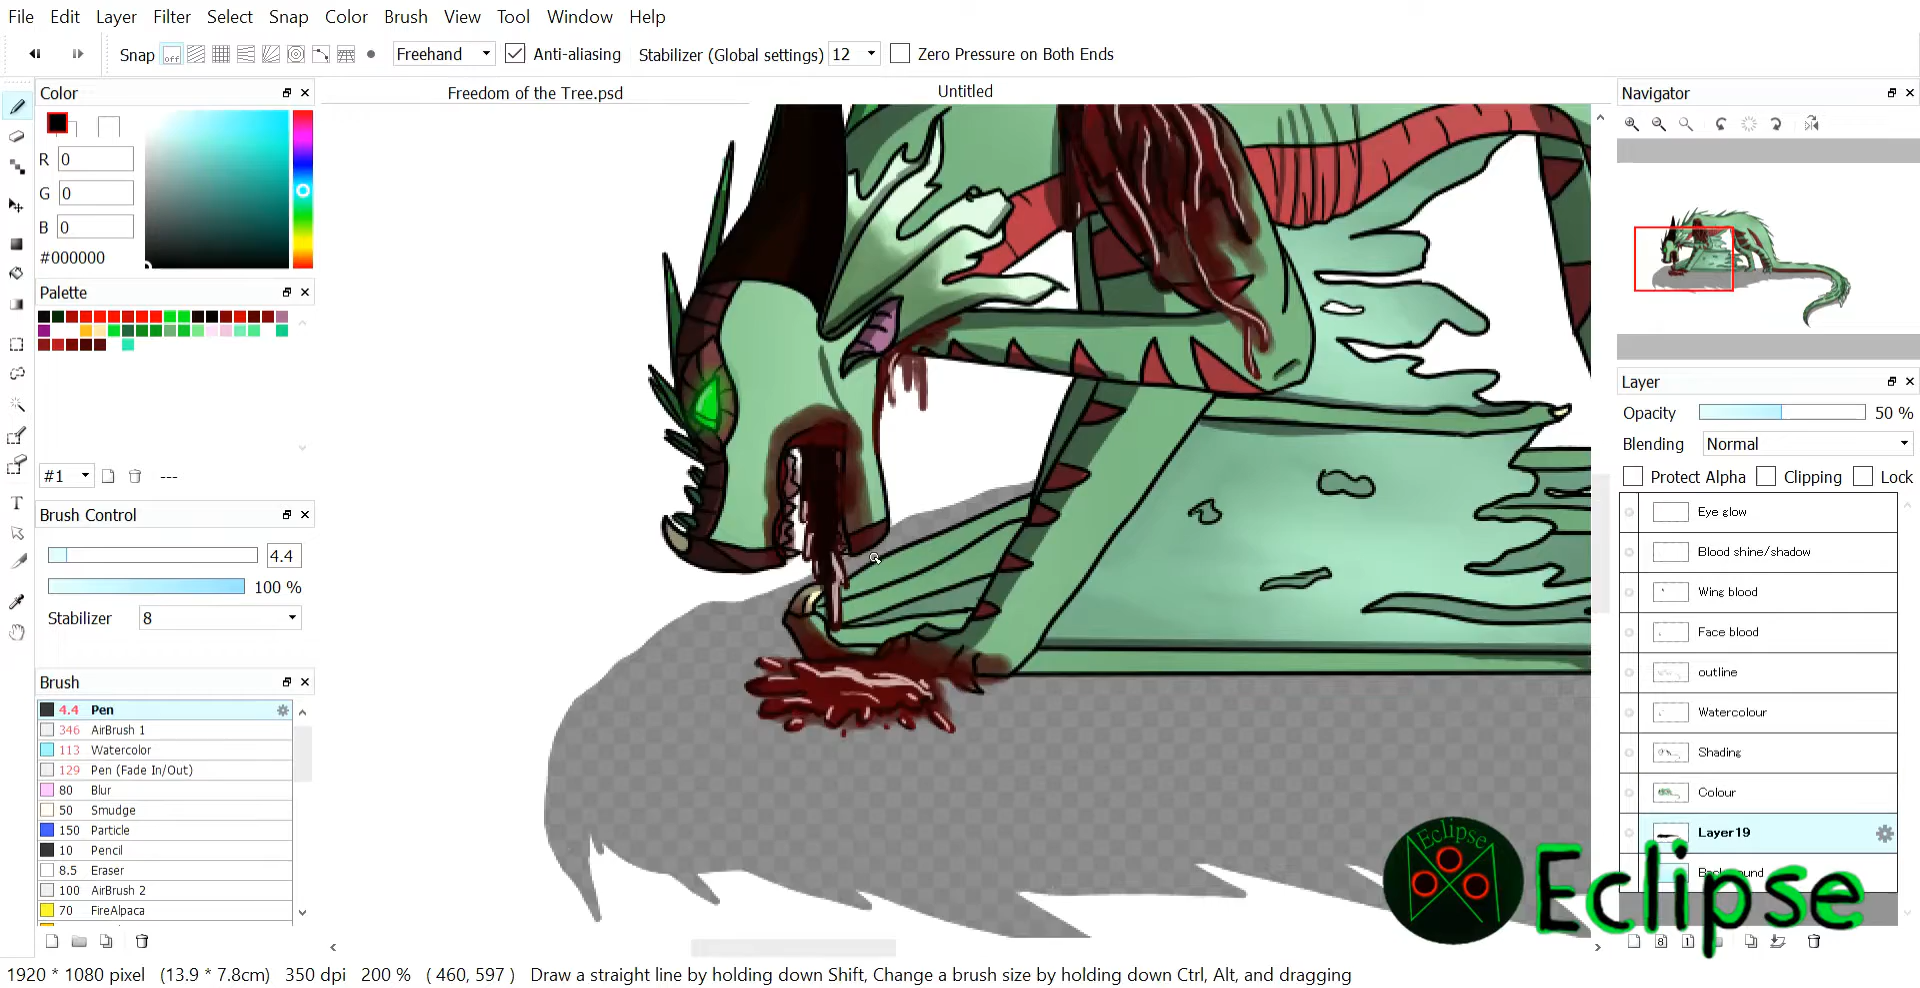 File Edit Layer Filter Select Snap Color Brush View Tool Window Help
Snap off Freehand Anti-aliasing Stabilizer (Global settings) 12 Zero Pressure on Both Ends
Color
R 0
G 0
B 0
#000000
Palette
#1 ---
Brush Control
4.4
100 %
Stabilizer 8
Brush
4.4 Pen
346 AirBrush 1
113 Watercolor
129 Pen (Fade In/Out)
80 Blur
50 Smudge
150 Particle
10 Pencil
8.5 Eraser
100 AirBrush 2
70 FireAlpaca
Freedom of the Tree.psd Untitled
Navigator
Layer
Opacity 50 %
Blending Normal
Protect Alpha Clipping Lock
Eye glow
Blood shine/shadow
Wing blood
Face blood
outline
Watercolour
Shading
Colour
Layer19
Background
Eclipse
Eclipse
1920 * 1080 pixel (13.9 * 7.8cm) 350 dpi 200 % ( 460, 597 ) Draw a straight line by holding down Shift, Change a brush size by holding down Ctrl, Alt, and dragging